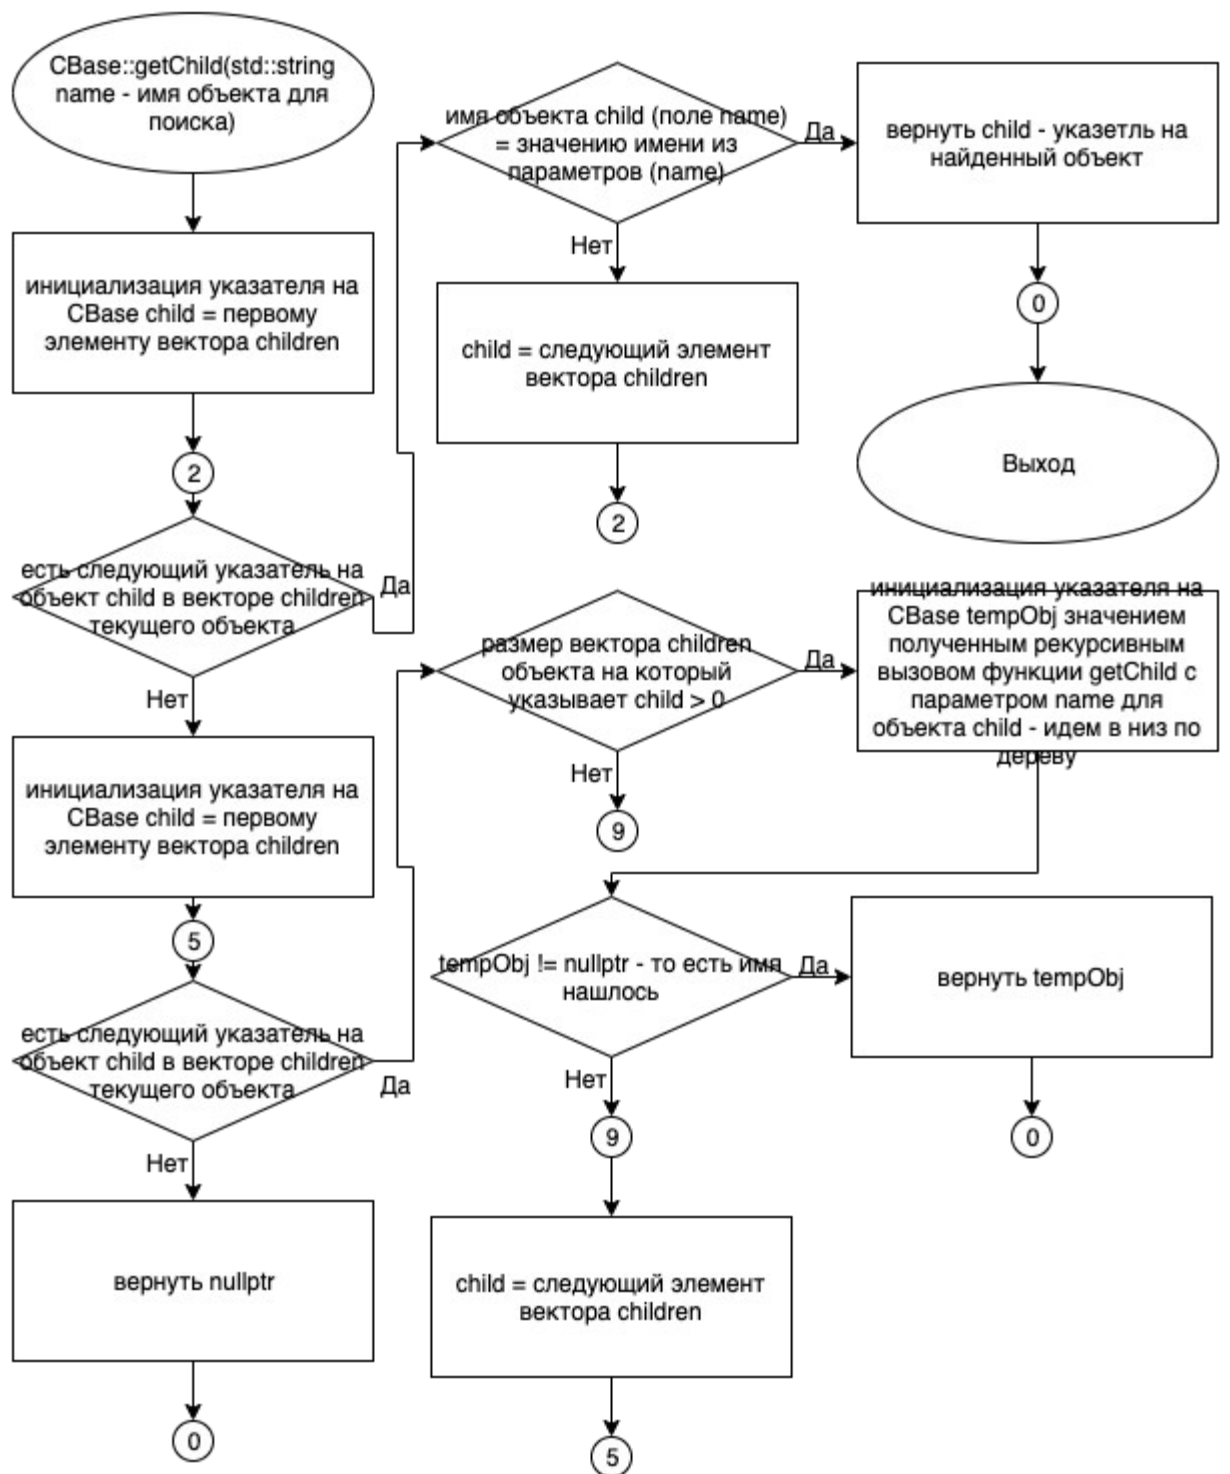 CBase::getChild(std::string
name - имя объекта для
поиска)
инициализация указателя на
CBase child = первому
элементу вектора children
2
есть следующий указатель на
объект child в векторе children
текущего объекта
Да
Нет
инициализация указателя на
CBase child = первому
элементу вектора children
5
есть следующий указатель на
объект child в векторе children
текущего объекта
Да
Нет
вернуть nullptr
0
имя объекта child (поле name)
= значению имени из
параметров (name)
Да
Нет
child = следующий элемент
вектора children
2
вернуть child - указетль на
найденный объект
0
Выход
размер вектора children
объекта на который
указывает child > 0
Да
Нет
9
инициализация указателя на
CBase tempObj значением
полученным рекурсивным
вызовом функции getChild с
параметром name для
объекта child - идем в низ по
дереву
tempObj != nullptr - то есть имя
нашлось
Да
Нет
9
вернуть tempObj
0
child = следующий элемент
вектора children
5